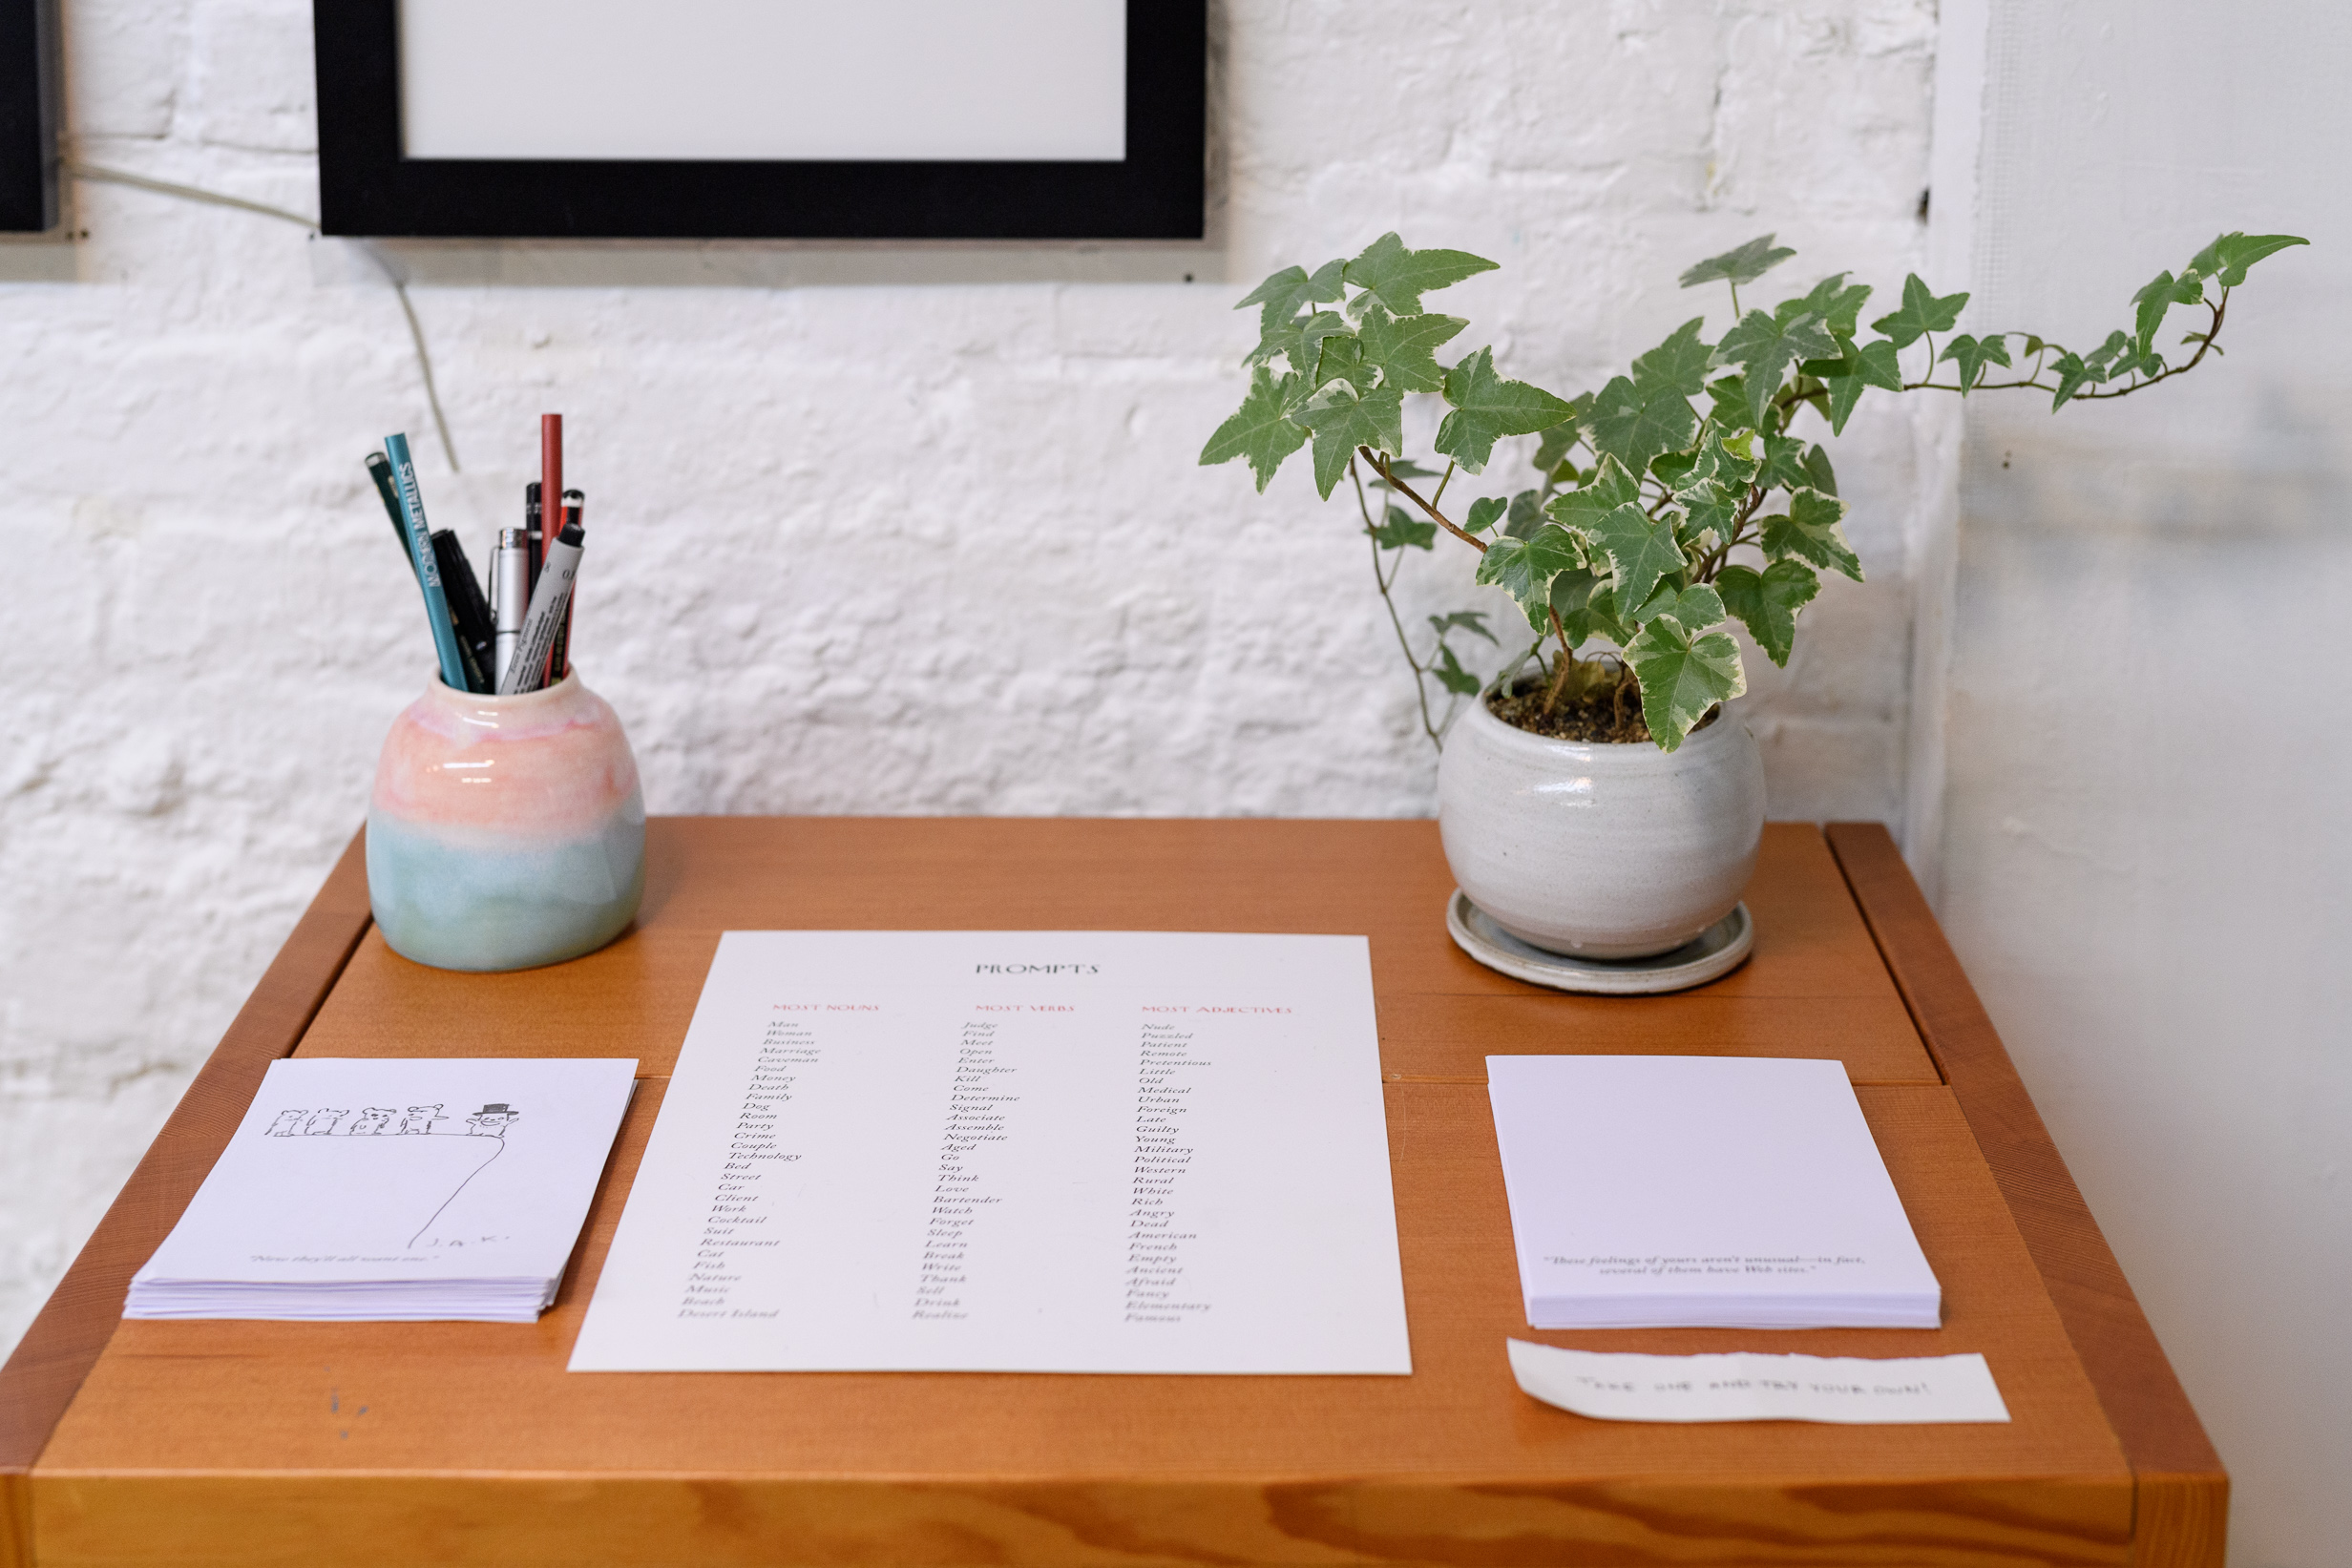 MODERN METALLICS
0.8
PROMPTS
MOST NOUNS
Man
Woman
Business
Marriage
Caveman
Food
Money
Death
Family
Dog
Room
Party
Crime
Couple
Technology
Bed
Street
Car
Client
Work
Cocktail
Suit
Restaurant
Cat
Fish
Nature
Music
Beach
Desert Island
MOST VERBS
Judge
Find
Meet
Open
Enter
Daughter
Kill
Come
Determine
Signal
Associate
Assemble
Negotiate
Aged
Go
Say
Think
Love
Bartender
Watch
Forget
Sleep
Learn
Break
Write
Thank
Sell
Drink
Realize
MOST ADJECTIVES
Nude
Puzzled
Patient
Remote
Pretentious
Little
Old
Medical
Urban
Foreign
Late
Guilty
Young
Military
Political
Western
Rural
White
Rich
Angry
Dead
American
French
Empty
Ancient
Afraid
Fancy
Elementary
Famous
J.A.K.
"Now they'll all want one."
"These feelings of yours aren't unusual—in fact,
several of them have Web sites."
TAKE ONE AND TRY YOUR OWN!